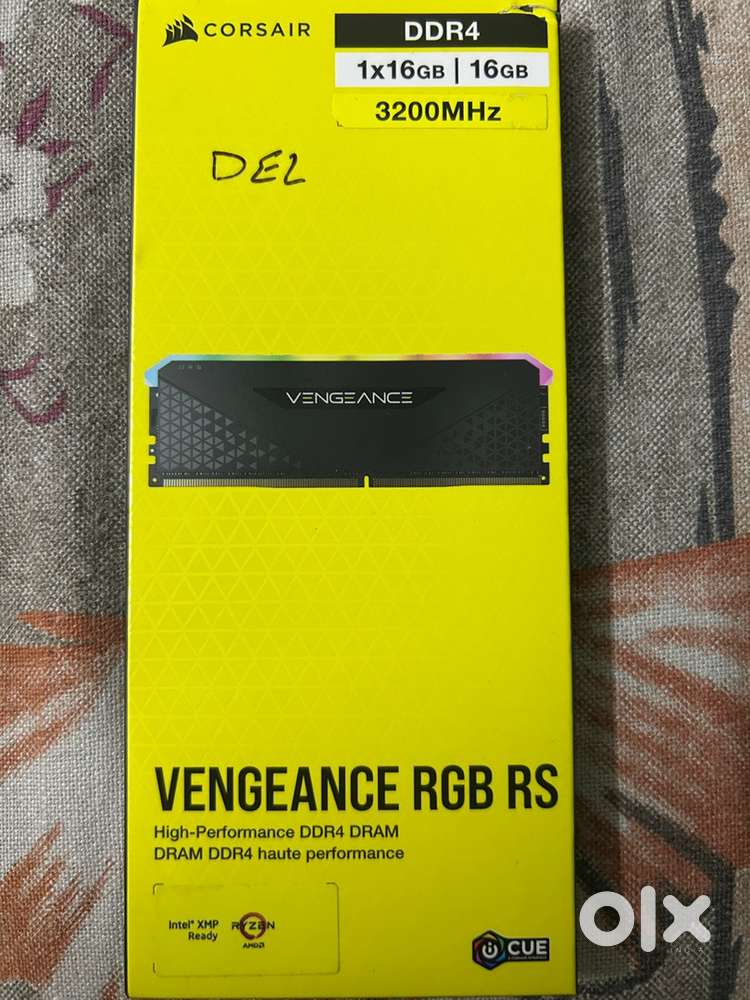 CORSAIR
DDR4
1x16GB | 16GB
3200MHz
DEL
VENGEANCE
VENGEANCE RGB RS
High-Performance DDR4 DRAM
DRAM DDR4 haute performance
Intel® XMP
Ready
RYZEN
AMD
iCUE
olx